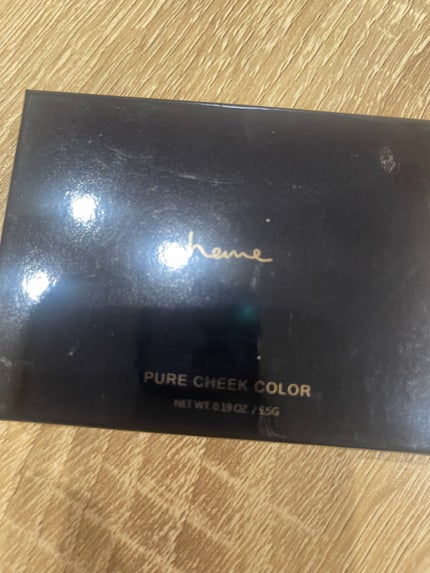 heme
PURE CHEEK COLOR
NET WT. 0.19 OZ. / 5.5G